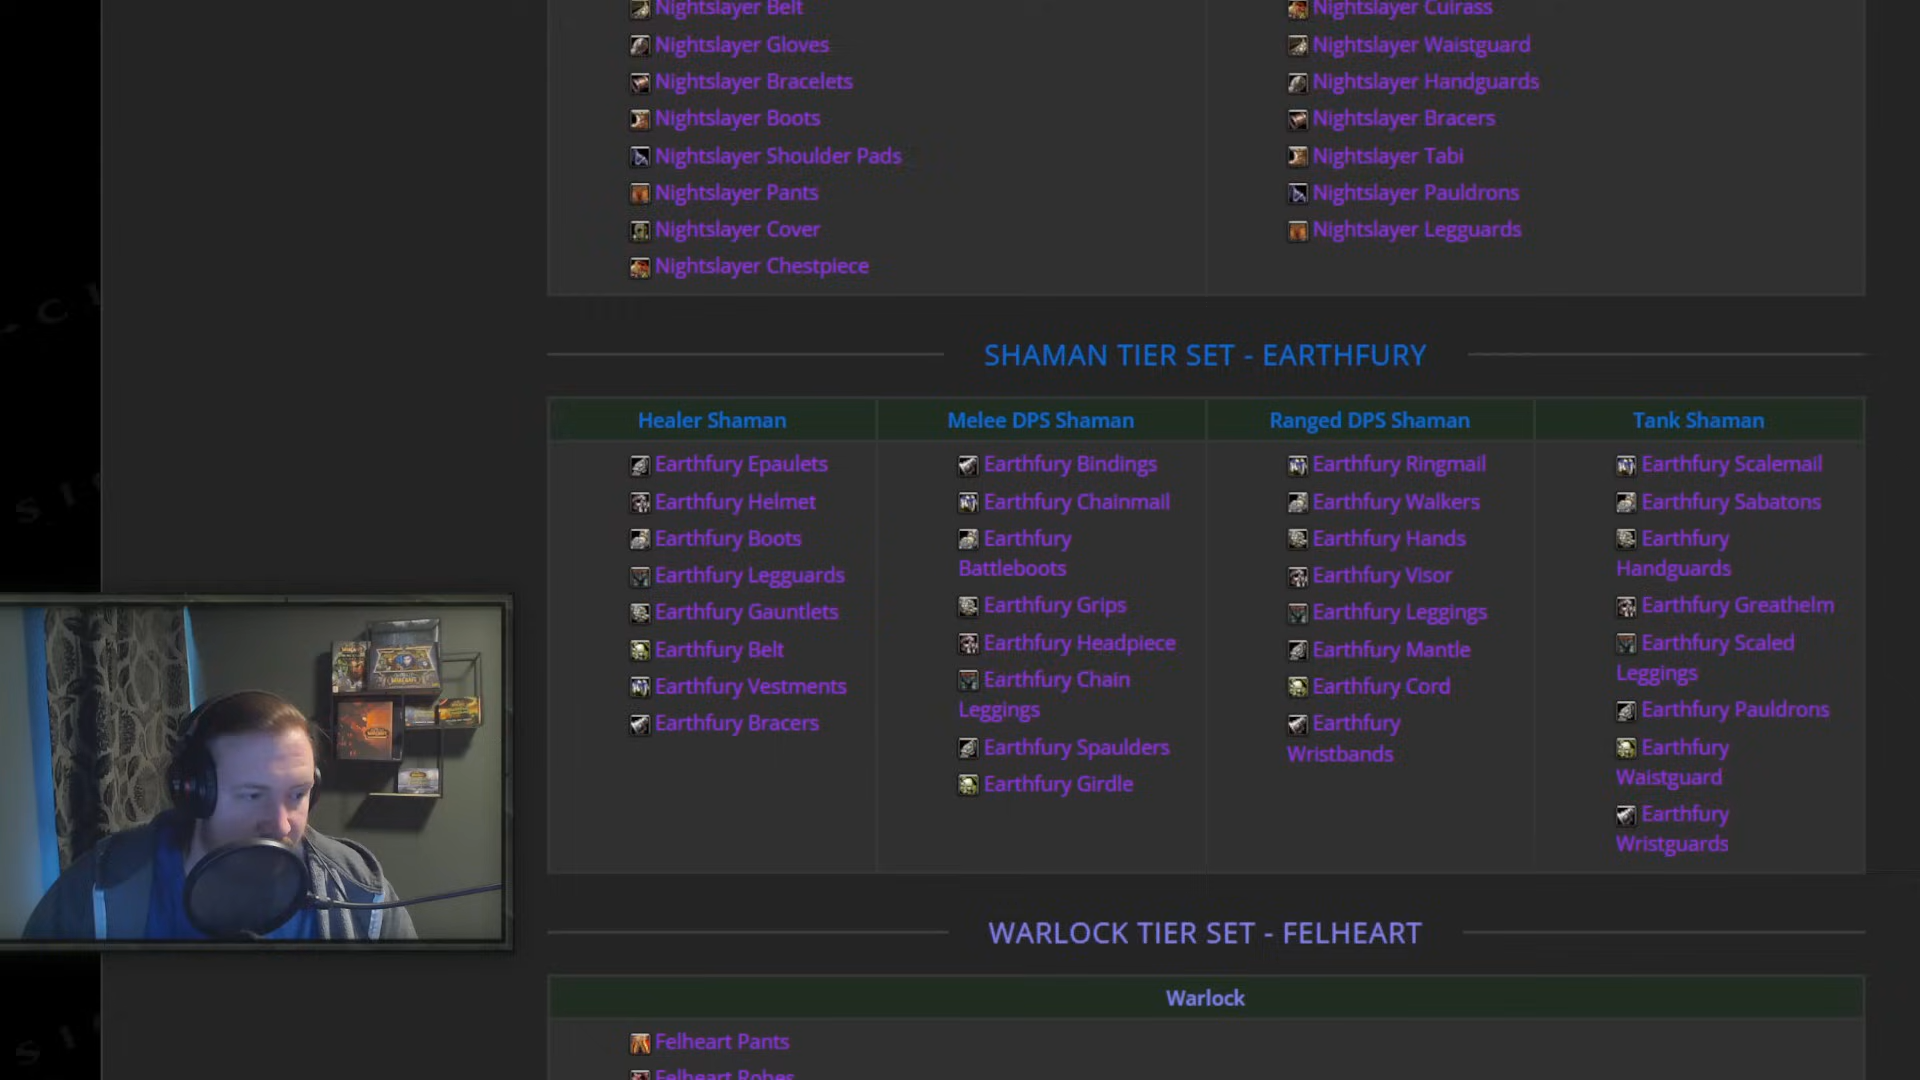 Nightslayer Belt
Nightslayer Gloves
Nightslayer Bracelets
Nightslayer Boots
Nightslayer Shoulder Pads
Nightslayer Pants
Nightslayer Cover
Nightslayer Chestpiece
Nightslayer Cuirass
Nightslayer Waistguard
Nightslayer Handguards
Nightslayer Bracers
Nightslayer Tabi
Nightslayer Pauldrons
Nightslayer Legguards
SHAMAN TIER SET - EARTHFURY
Healer Shaman
Earthfury Epaulets
Earthfury Helmet
Earthfury Boots
Earthfury Legguards
Earthfury Gauntlets
Earthfury Belt
Earthfury Vestments
Earthfury Bracers
Melee DPS Shaman
Earthfury Bindings
Earthfury Chainmail
Earthfury
Battleboots
Earthfury Grips
Earthfury Headpiece
Earthfury Chain
Leggings
Earthfury Spaulders
Earthfury Girdle
Ranged DPS Shaman
Earthfury Ringmail
Earthfury Walkers
Earthfury Hands
Earthfury Visor
Earthfury Leggings
Earthfury Mantle
Earthfury Cord
Earthfury
Wristbands
Tank Shaman
Earthfury Scalemail
Earthfury Sabatons
Earthfury
Handguards
Earthfury Greathelm
Earthfury Scaled
Leggings
Earthfury Pauldrons
Earthfury
Waistguard
Earthfury
Wristguards
WARLOCK TIER SET - FELHEART
Warlock
Felheart Pants
Felheart Robes